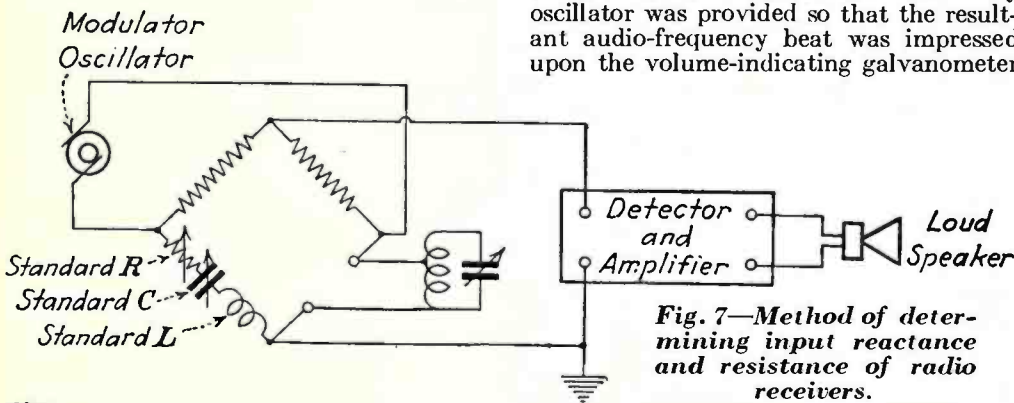 oscillator was provided so that the result-
ant audio-frequency beat was impressed
upon the volume-indicating galvanometer
Modulator
Oscillator
Standard R
Standard C
Standard L
Detector
and
Amplifier
Loud
Speaker
Fig. 7—Method of deter-
mining input reactance
and resistance of radio
receivers.